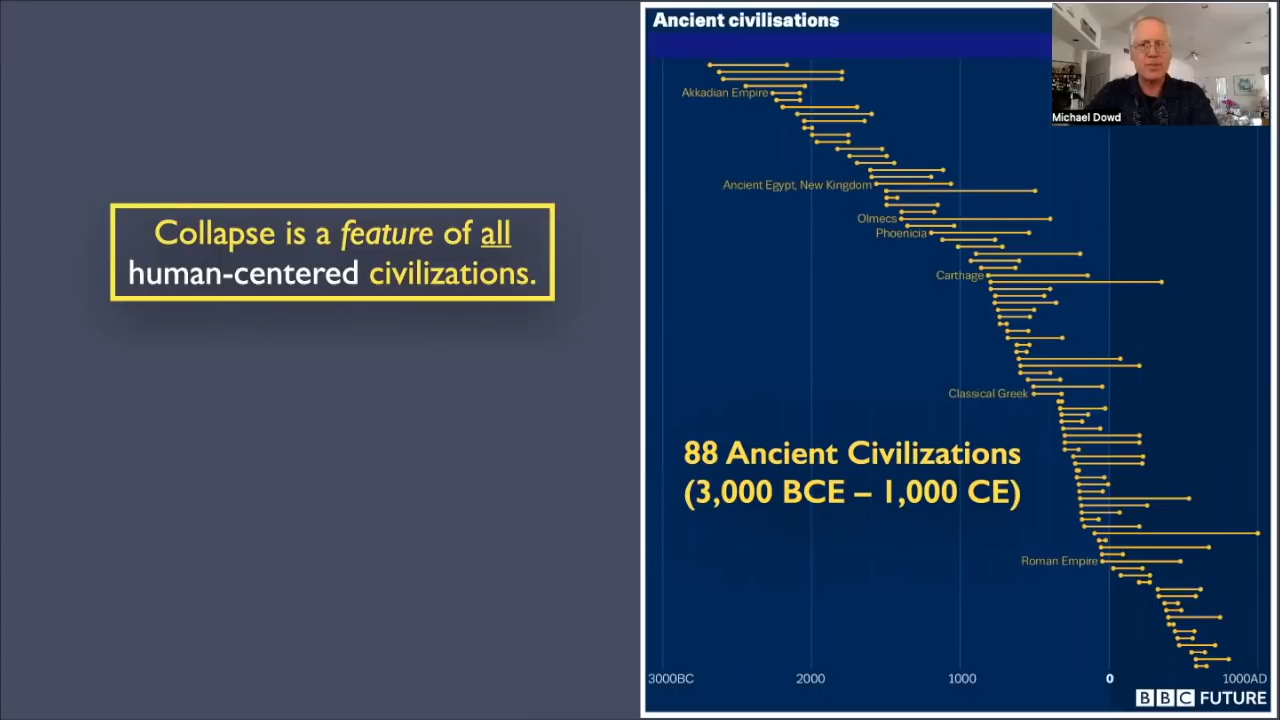 Ancient civilisations
Michael Dowd
Akkadian Empire
Ancient Egypt, New Kingdom
Collapse is a feature of all
human-centered civilizations.
Olmecs
Phoenicia
Carthage
Classical Greek
88 Ancient Civilizations
(3,000 BCE – 1,000 CE)
Roman Empire
3000BC 2000 1000 0 1000AD
BBC FUTURE